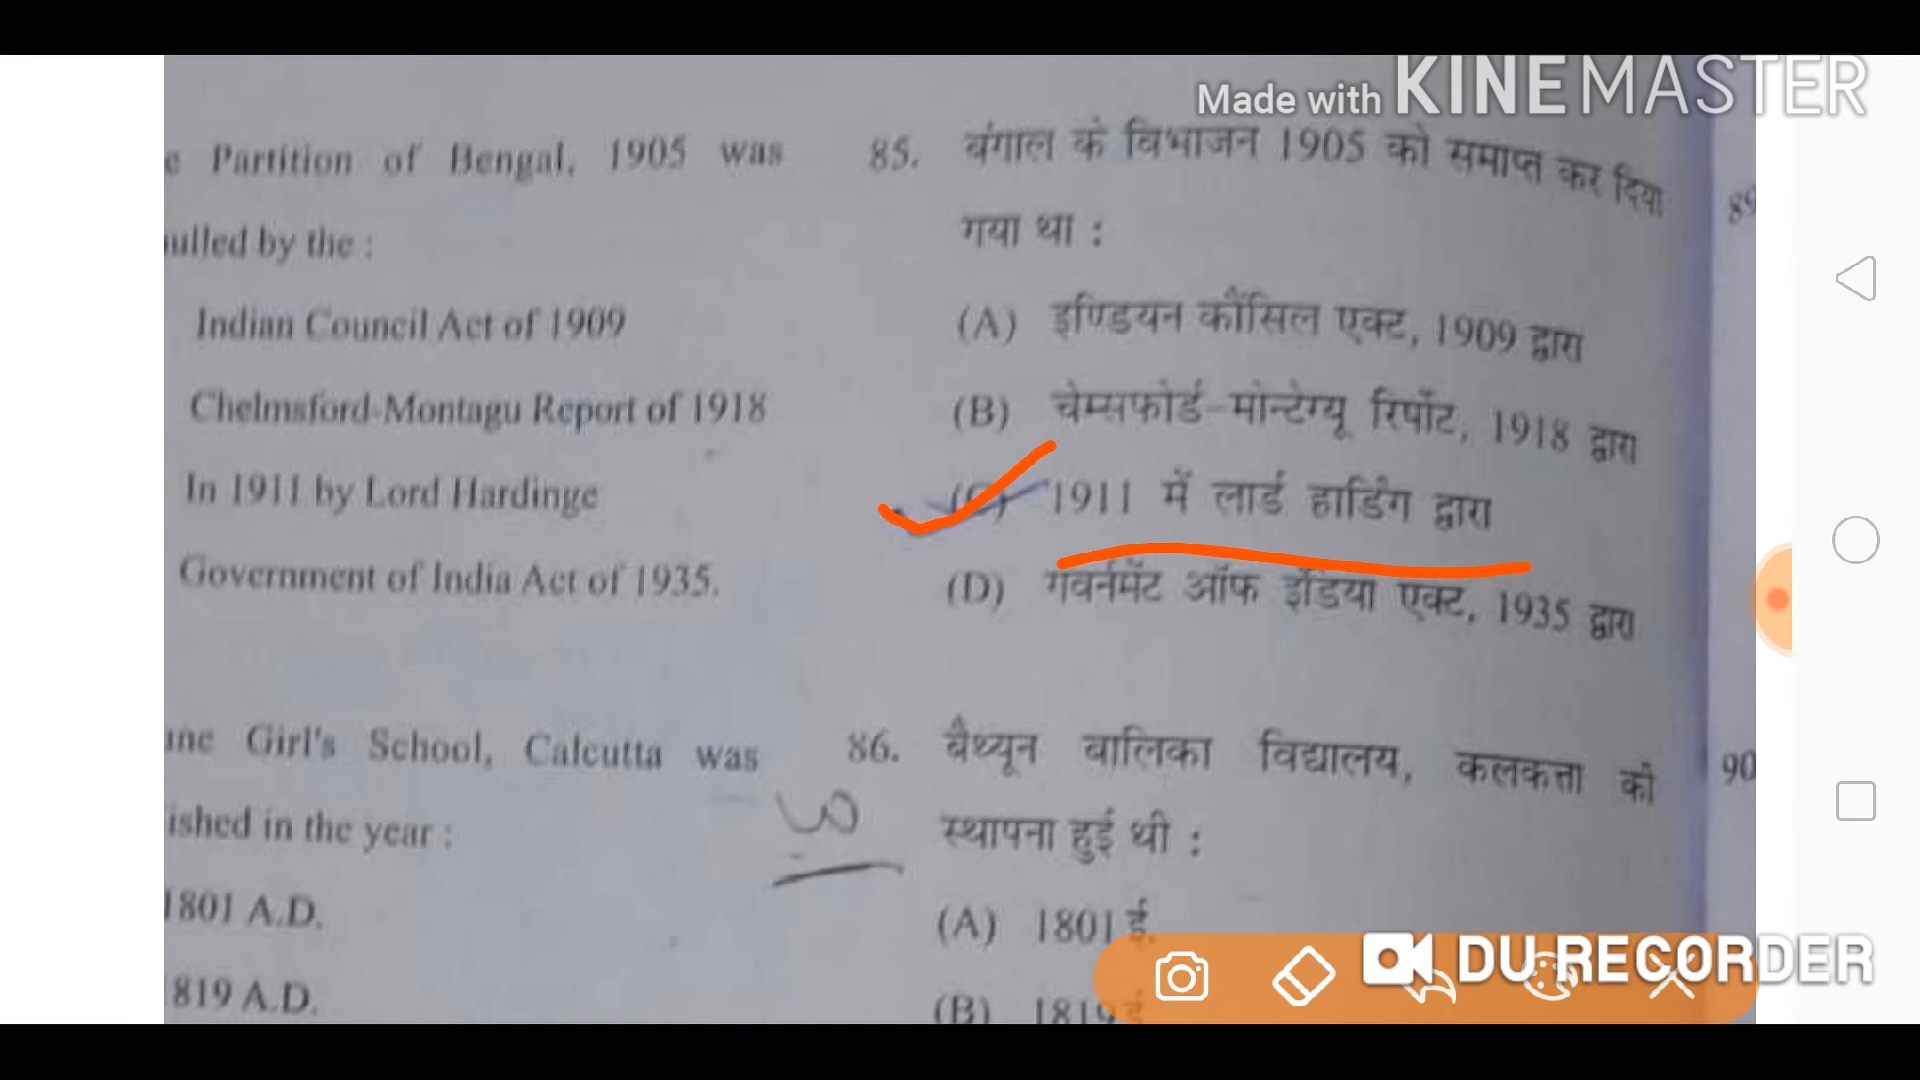 Made with KINEMASTER
Partition of Bengal, 1905 was
by the :
Indian Council Act of 1909
Chelmsford-Montagu Report of 1918
In 1911 by Lord Hardinge
Government of India Act of 1935.
Girl's School, Calcutta was
ished in the year :
1801 A.D.
819 A.D.
85. बंगाल के विभाजन 1905 को समाप्त कर दिया
गया था :
(A) इण्डियन कौंसिल एक्ट, 1909 द्वारा
(B) चेम्सफोर्ड-मोन्टेग्यू रिर्पोट, 1918 द्वारा
(C) 1911 में लार्ड हार्डिंग द्वारा
(D) गवर्नमेंट ऑफ इंडिया एक्ट, 1935 द्वारा
86. बैथ्यून बालिका विद्यालय, कलकत्ता की
स्थापना हुई थी :
(A) 1801 ई.
(B) 1819 ई.
89
90
DU RECORDER